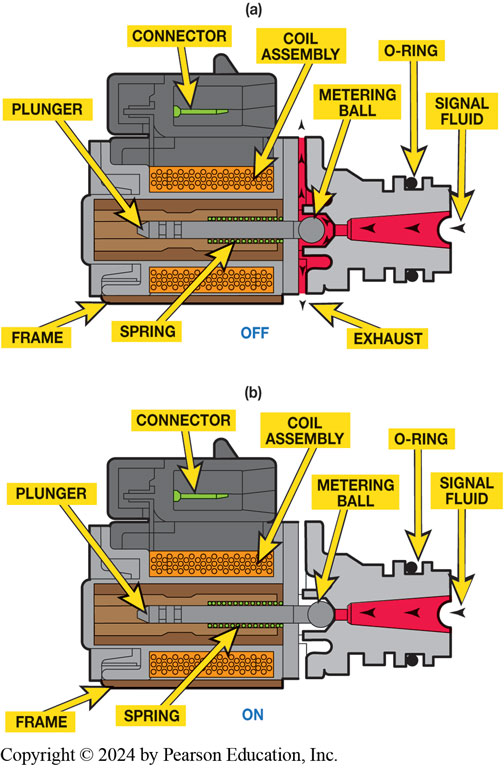 (a)
CONNECTOR
COIL
ASSEMBLY
O-RING
PLUNGER
METERING
BALL
SIGNAL
FLUID
FRAME
SPRING
OFF
EXHAUST
(b)
CONNECTOR
COIL
ASSEMBLY
O-RING
PLUNGER
METERING
BALL
SIGNAL
FLUID
FRAME
SPRING
ON
Copyright © 2024 by Pearson Education, Inc.